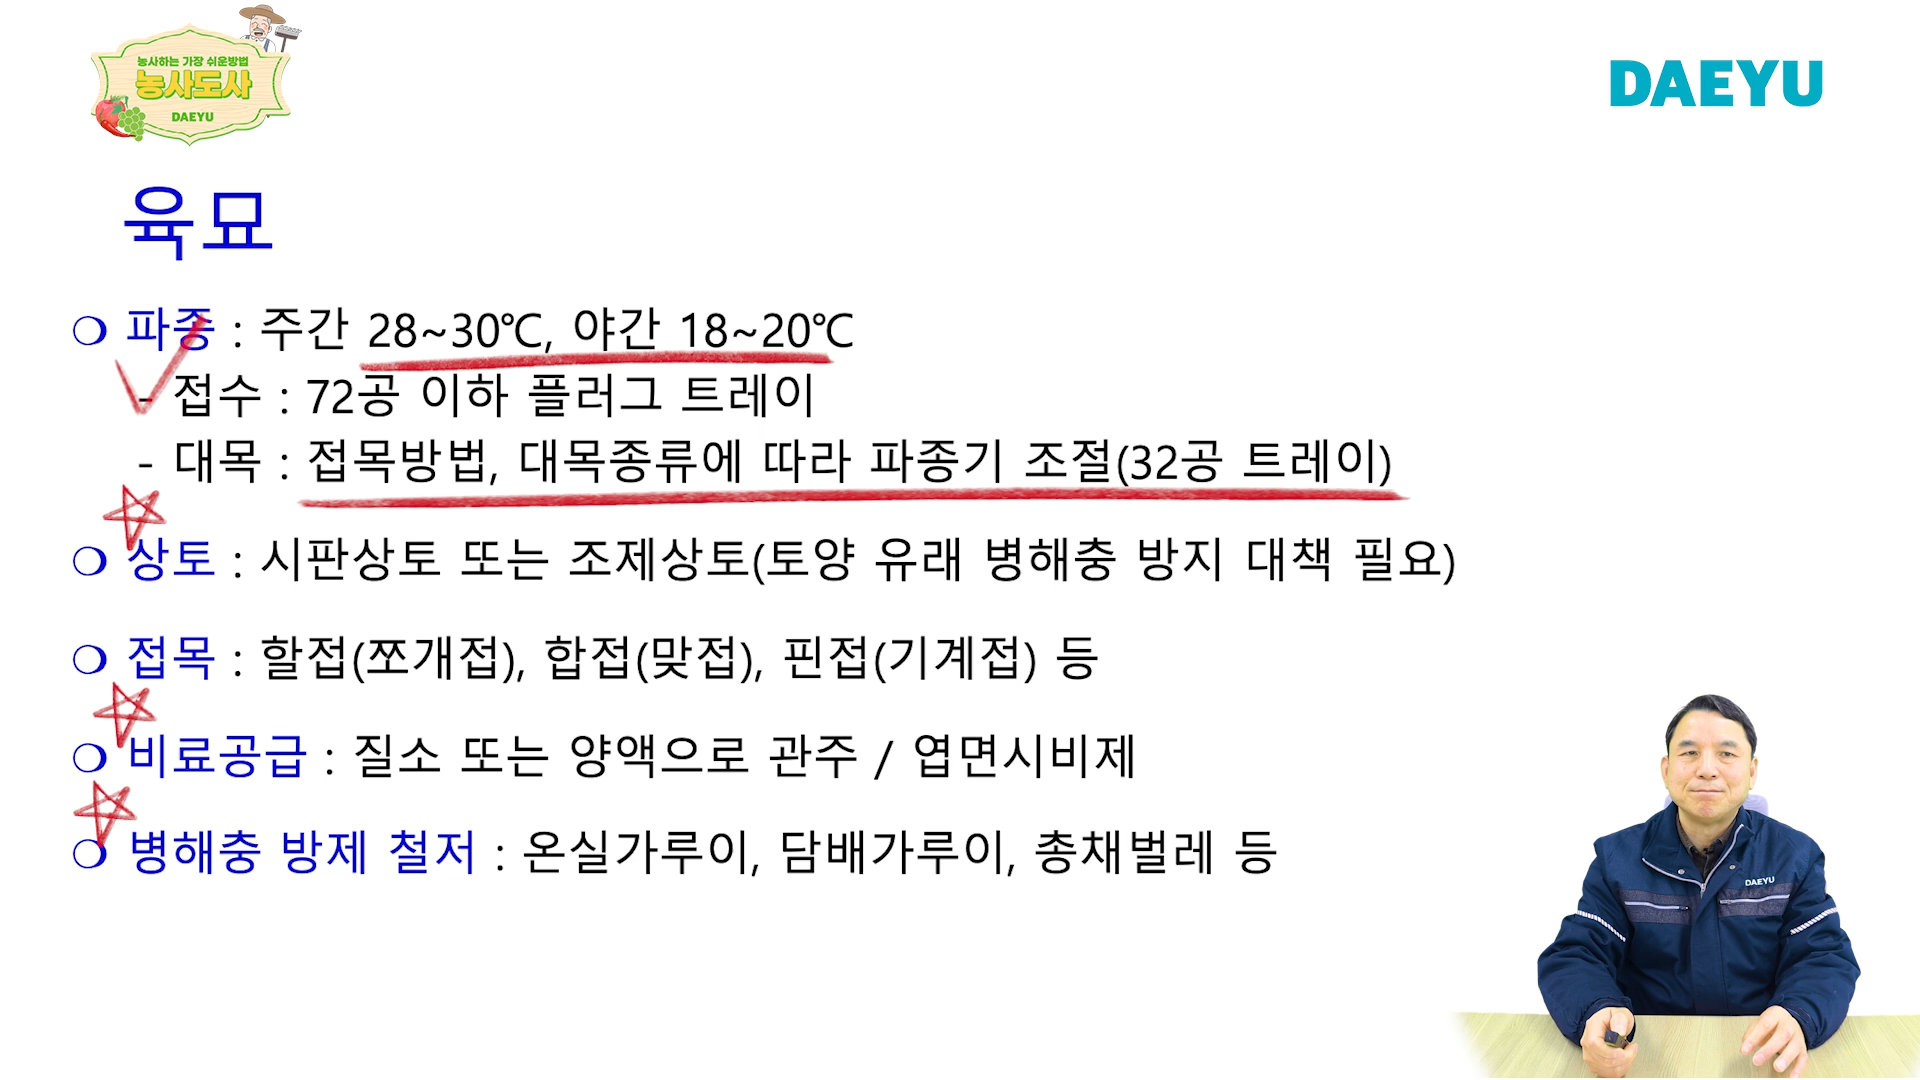 농사하는 가장 쉬운방법
농사도사
DAEYU
DAEYU
육묘
❍ 파종 : 주간 28~30℃, 야간 18~20℃
- 접수 : 72공 이하 플러그 트레이
- 대목 : 접목방법, 대목종류에 따라 파종기 조절(32공 트레이)
❍ 상토 : 시판상토 또는 조제상토(토양 유래 병해충 방지 대책 필요)
❍ 접목 : 할접(쪼개접), 합접(맞접), 핀접(기계접) 등
❍ 비료공급 : 질소 또는 양액으로 관주 / 엽면시비제
❍ 병해충 방제 철저 : 온실가루이, 담배가루이, 총채벌레 등
DAEYU